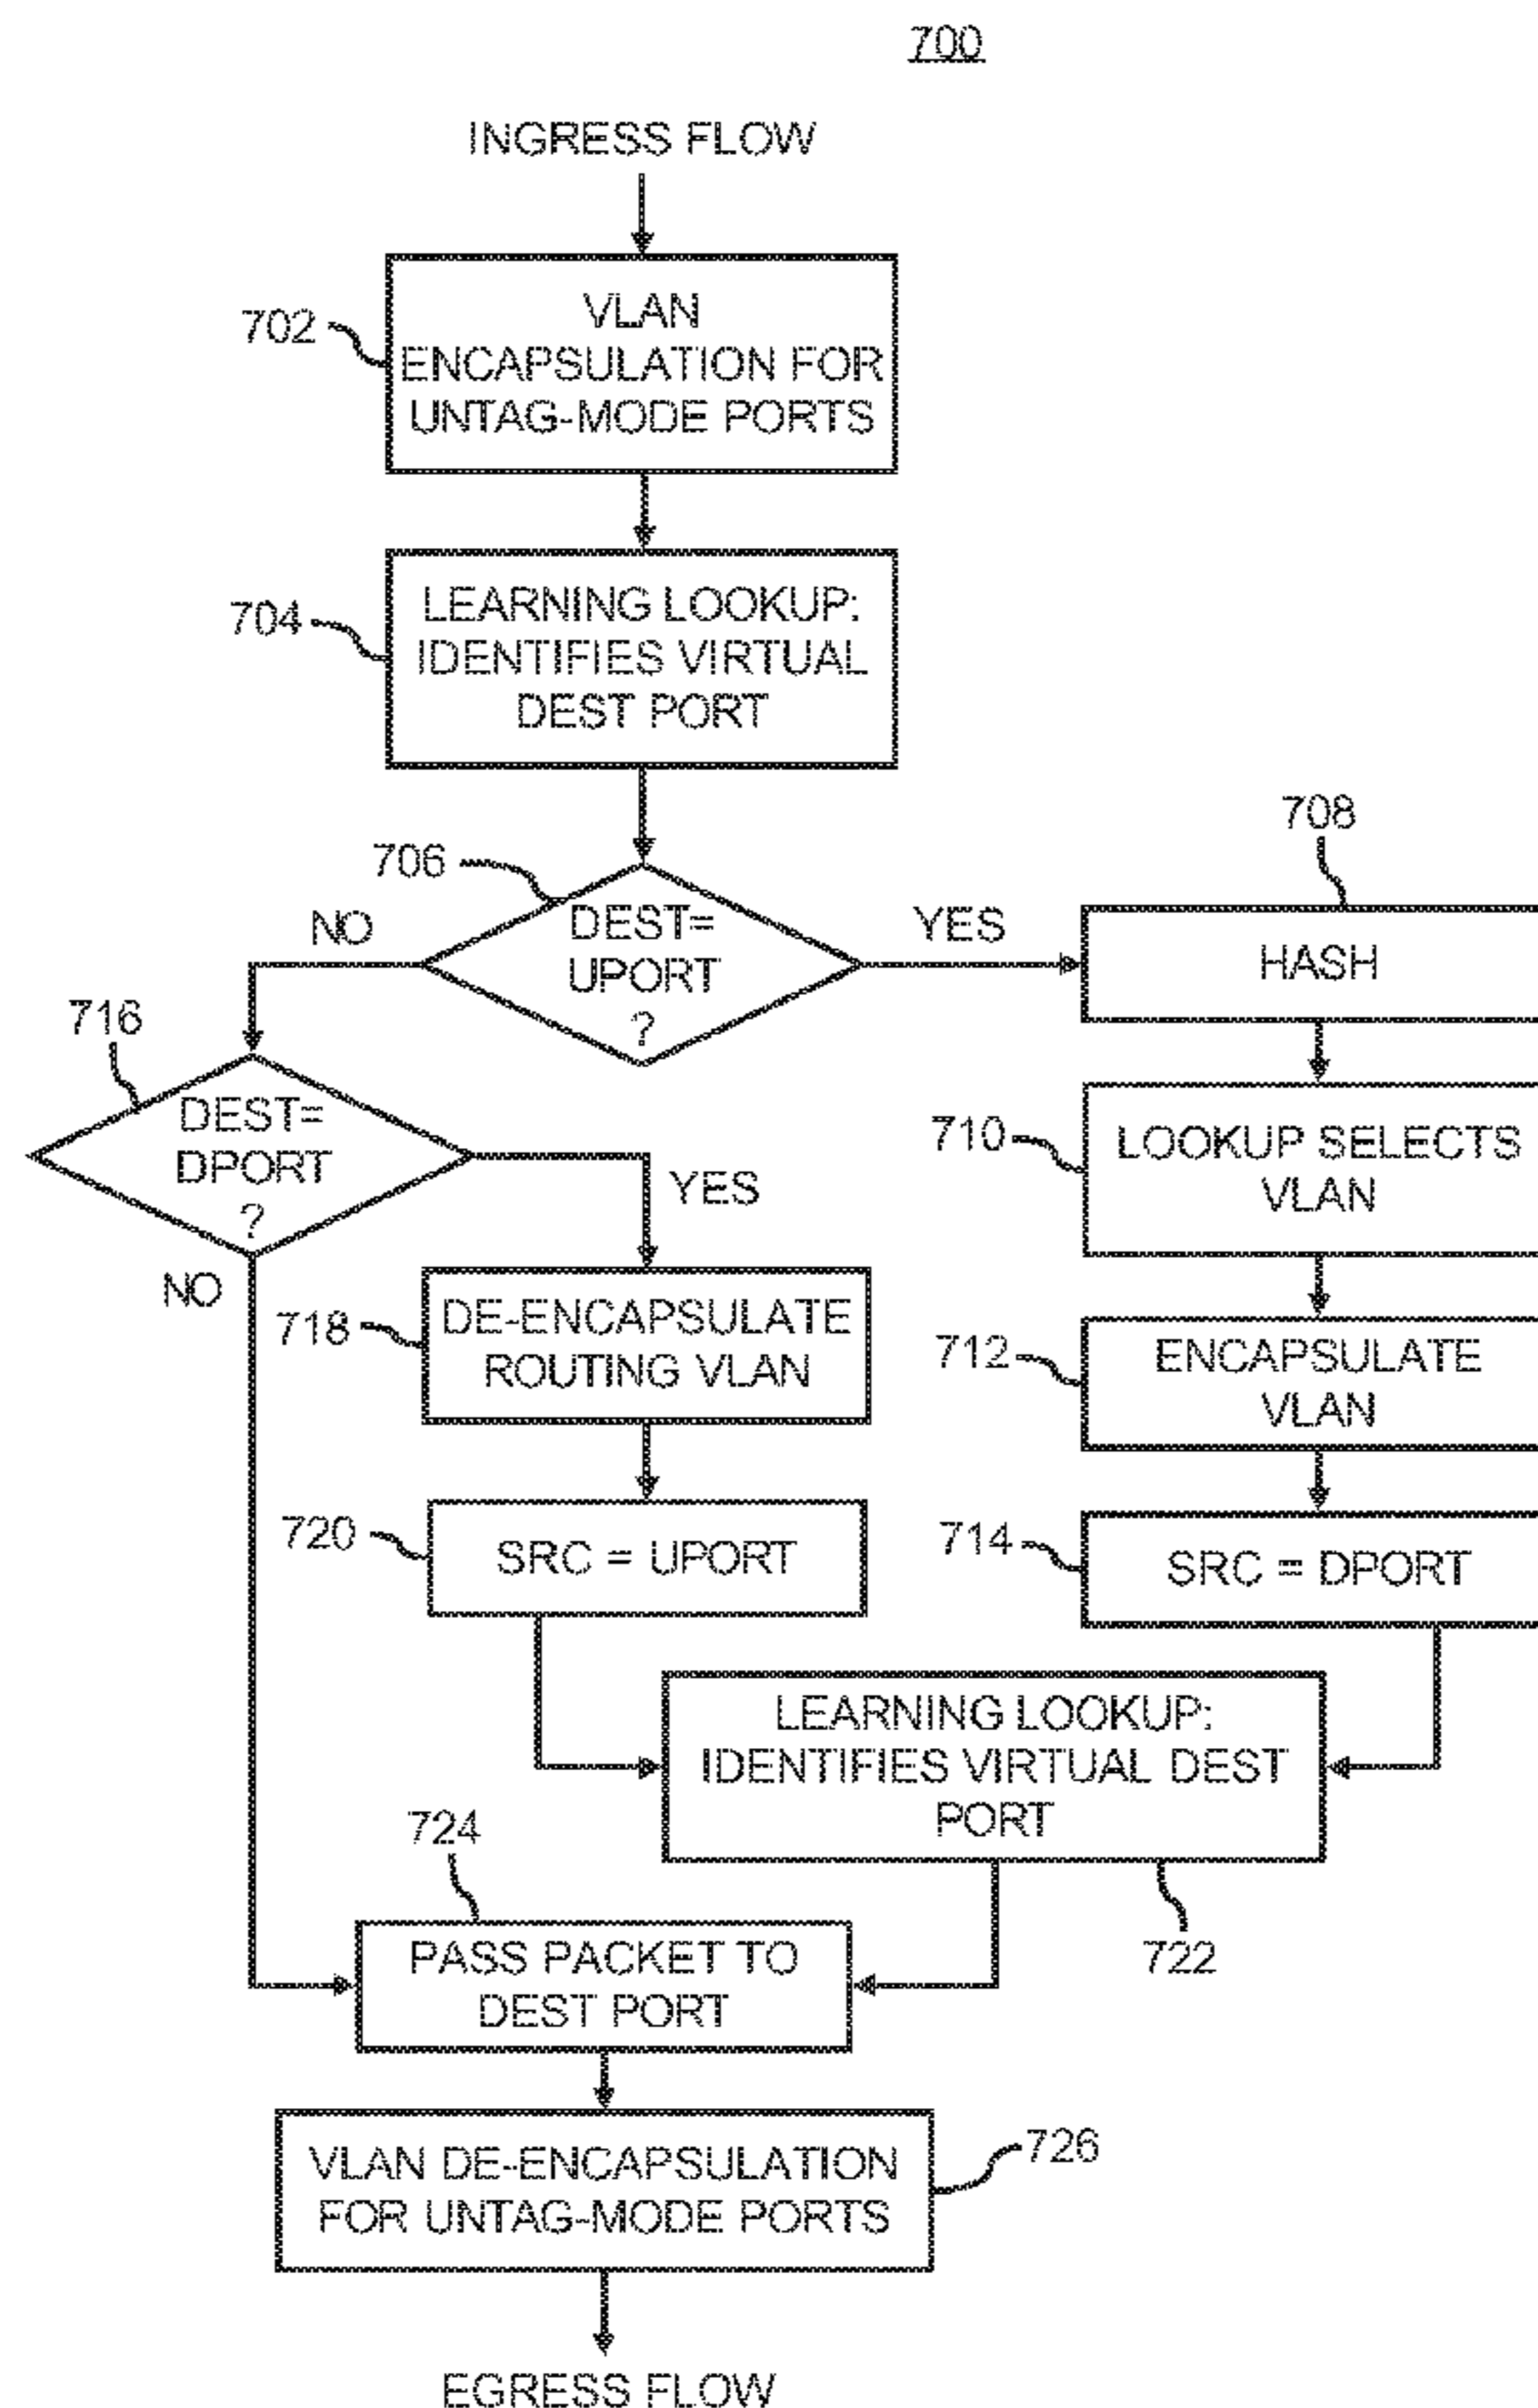 700
INGRESS FLOW
702
VLAN
ENCAPSULATION FOR
UNTAG-MODE PORTS
704
LEARNING LOOKUP:
IDENTIFIES VIRTUAL
DEST PORT
706
DEST=
UPORT
?
NO
YES
708
HASH
716
DEST=
DPORT
?
YES
NO
710
LOOKUP SELECTS
VLAN
718
DE-ENCAPSULATE
ROUTING VLAN
712
ENCAPSULATE
VLAN
720
SRC = UPORT
714
SRC = DPORT
LEARNING LOOKUP:
IDENTIFIES VIRTUAL DEST
PORT
722
724
PASS PACKET TO
DEST PORT
VLAN DE-ENCAPSULATION
FOR UNTAG-MODE PORTS
726
EGRESS FLOW